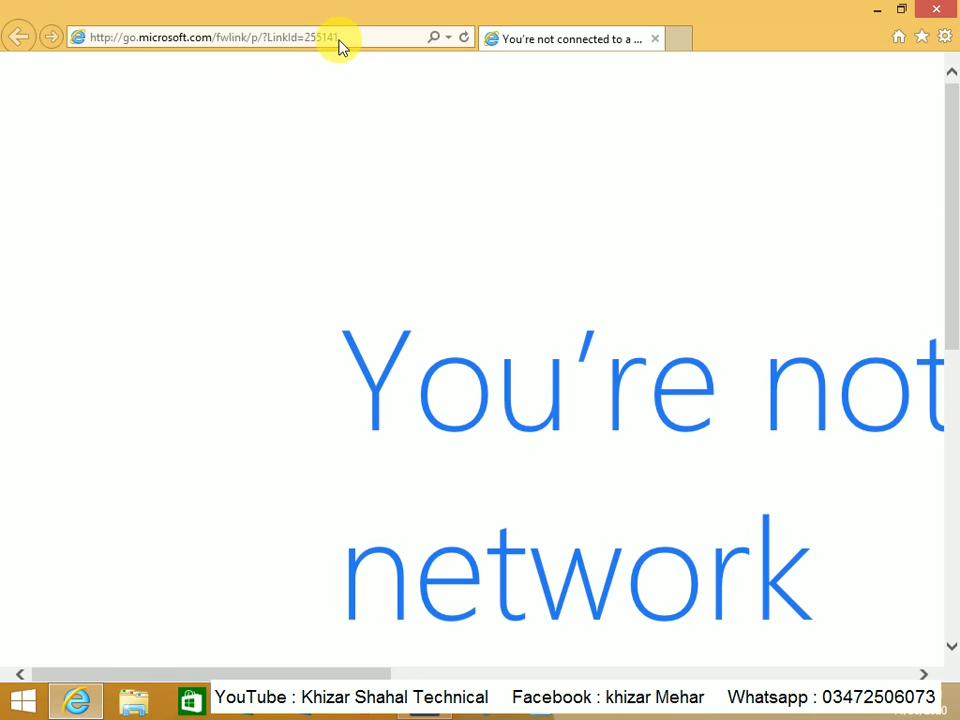 http://go.microsoft.com/fwlink/p/?LinkId=255141
You're not connected to a ...
You're not
network
YouTube : Khizar Shahal Technical Facebook : khizar Mehar Whatsapp : 03472506073